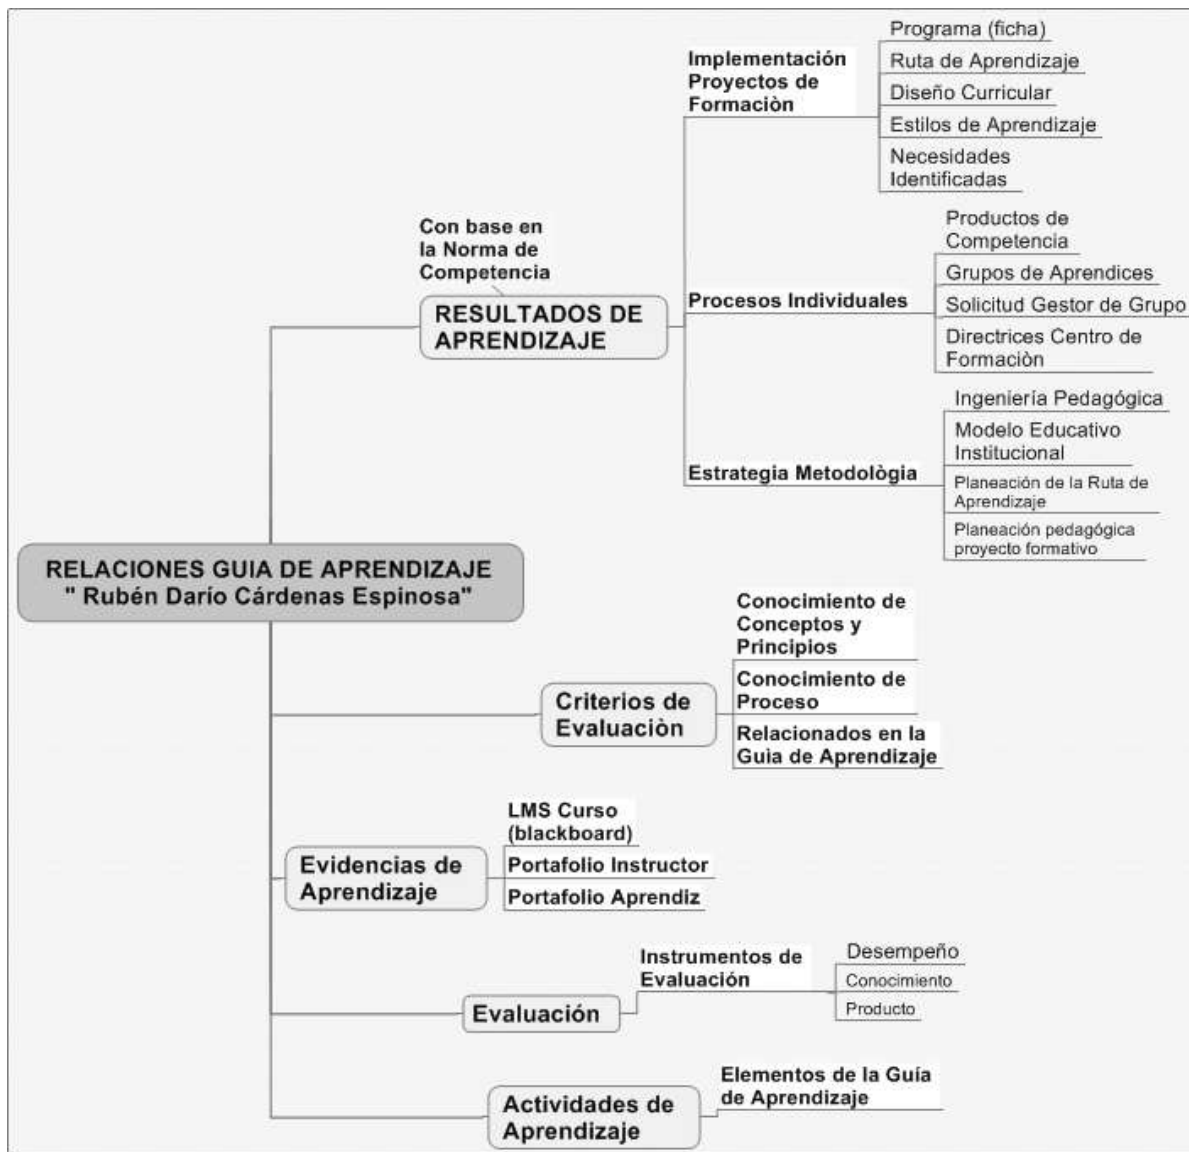 Programa (ficha)
Implementación
Proyectos de
Formaciòn
Ruta de Aprendizaje
Diseño Curricular
Estilos de Aprendizaje
Necesidades
Identificadas
Con base en
la Norma de
Competencia
RESULTADOS DE
APRENDIZAJE
Procesos Individuales
Productos de
Competencia
Grupos de Aprendices
Solicitud Gestor de Grupo
Directrices Centro de
Formaciòn
Estrategia Metodològia
Ingeniería Pedagógica
Modelo Educativo
Institucional
Planeación de la Ruta de
Aprendizaje
Planeación pedagógica
proyecto formativo
RELACIONES GUIA DE APRENDIZAJE
" Rubén Darío Cárdenas Espinosa"
Criterios de
Evaluaciòn
Conocimiento de
Conceptos y
Principios
Conocimiento de
Proceso
Relacionados en la
Guìa de Aprendizaje
Evidencias de
Aprendizaje
LMS Curso
(blackboard)
Portafolio Instructor
Portafolio Aprendiz
Evaluación
Instrumentos de
Evaluación
Desempeño
Conocimiento
Producto
Actividades de
Aprendizaje
Elementos de la Guía
de Aprendizaje